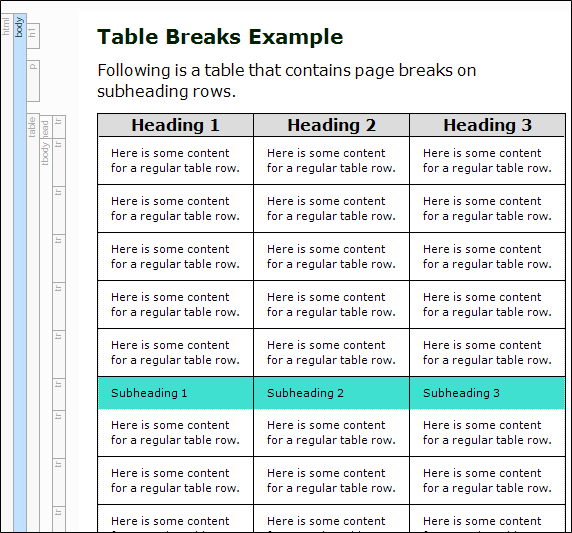 html
body
h1
p
table
head
tbody
tr
tr
tr
tr
tr
tr
tr
tr
tr
tr
Table Breaks Example
Following is a table that contains page breaks on
subheading rows.
Heading 1 Heading 2 Heading 3
Here is some content Here is some content Here is some content
for a regular table row. for a regular table row. for a regular table row.
Here is some content Here is some content Here is some content
for a regular table row. for a regular table row. for a regular table row.
Here is some content Here is some content Here is some content
for a regular table row. for a regular table row. for a regular table row.
Here is some content Here is some content Here is some content
for a regular table row. for a regular table row. for a regular table row.
Here is some content Here is some content Here is some content
for a regular table row. for a regular table row. for a regular table row.
Subheading 1 Subheading 2 Subheading 3
Here is some content Here is some content Here is some content
for a regular table row. for a regular table row. for a regular table row.
Here is some content Here is some content Here is some content
for a regular table row. for a regular table row. for a regular table row.
Here is some content Here is some content Here is some content